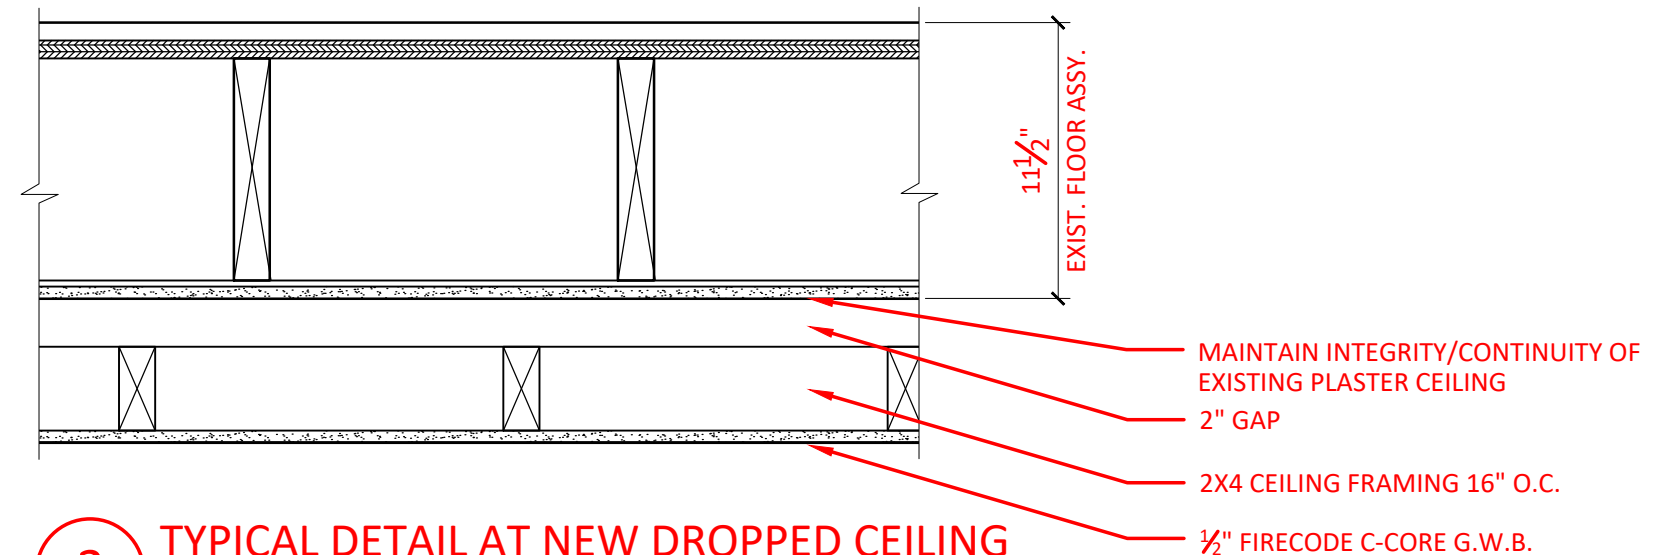 11½"
EXIST. FLOOR ASSY.
MAINTAIN INTEGRITY/CONTINUITY OF
EXISTING PLASTER CEILING
2" GAP
2X4 CEILING FRAMING 16" O.C.
½" FIRECODE C-CORE G.W.B.
TYPICAL DETAIL AT NEW DROPPED CEILING